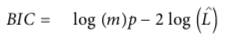 BIC = log (m)p − 2 log (L̂)